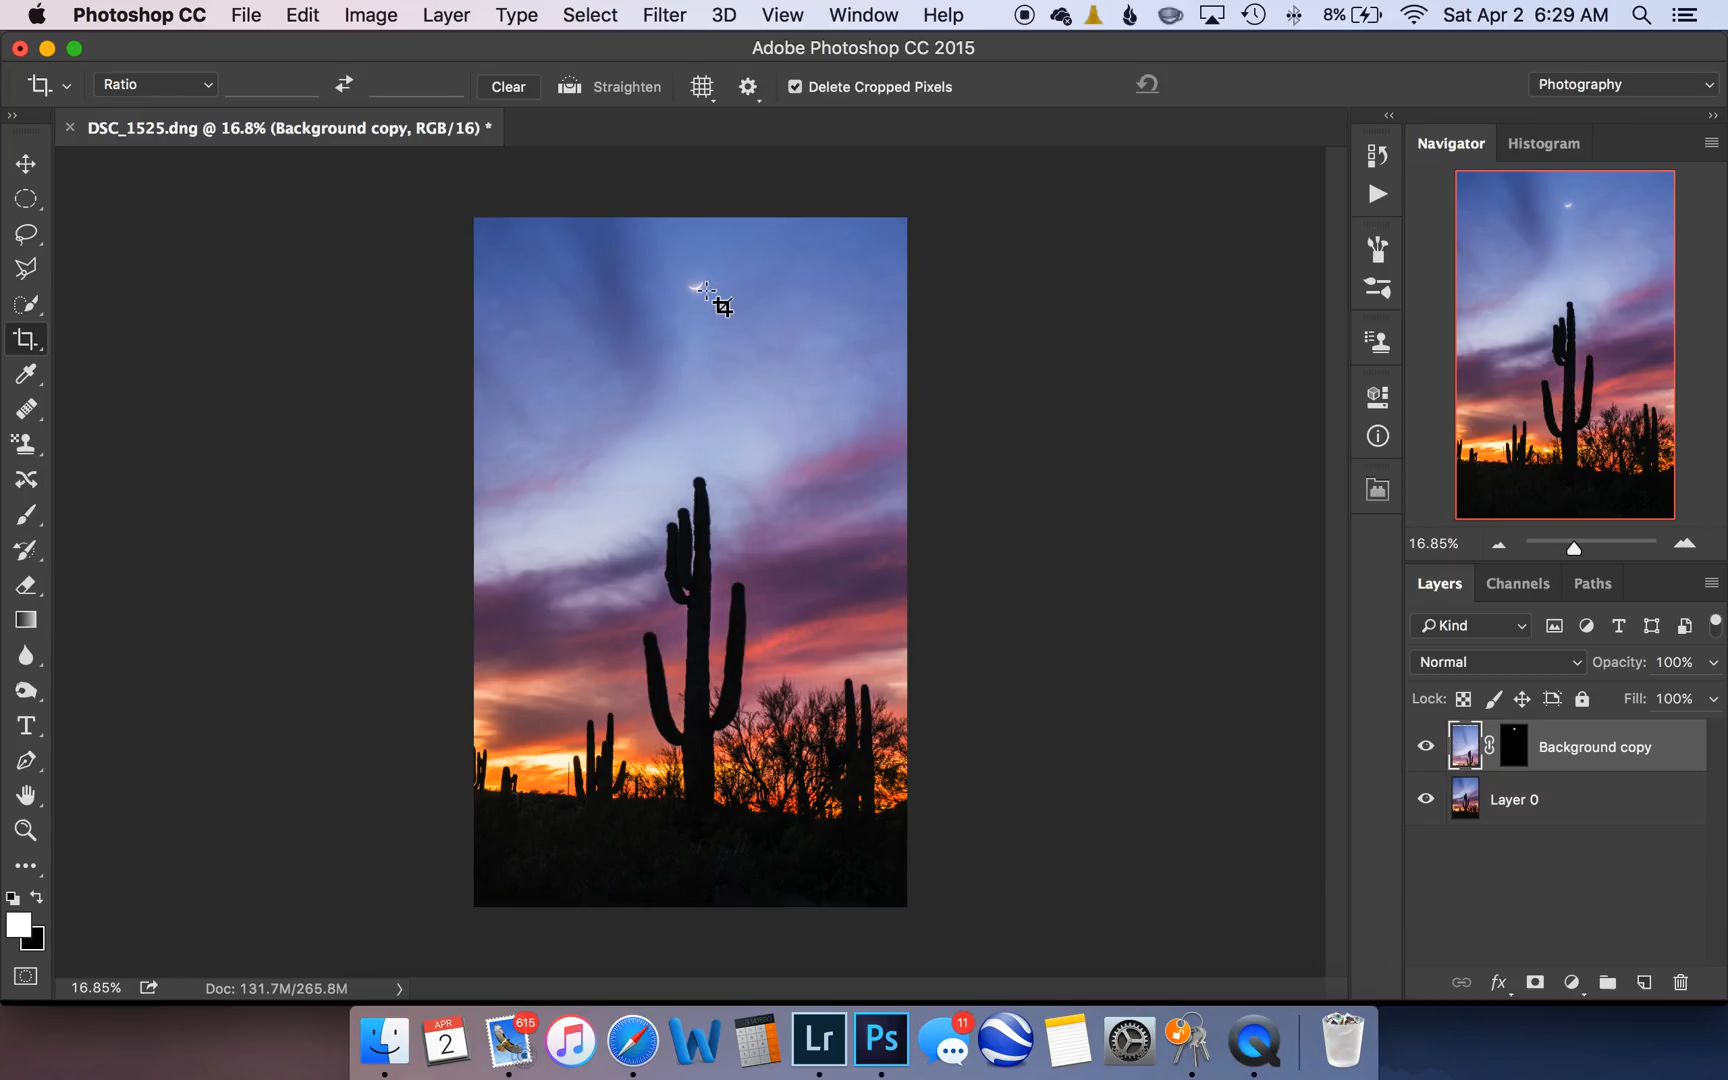 Photoshop CC File Edit Image Layer Type Select Filter 3D View Window Help 8% Sat Apr 2 6:29 AM
Adobe Photoshop CC 2015
Ratio Clear Straighten Delete Cropped Pixels Photography
DSC_1525.dng @ 16.8% (Background copy, RGB/16) *
Navigator Histogram
16.85%
Layers Channels Paths
Kind
Normal Opacity: 100%
Lock: Fill: 100%
Background copy
Layer 0
16.85% Doc: 131.7M/265.8M
APR
2
615
Lr
Ps
11